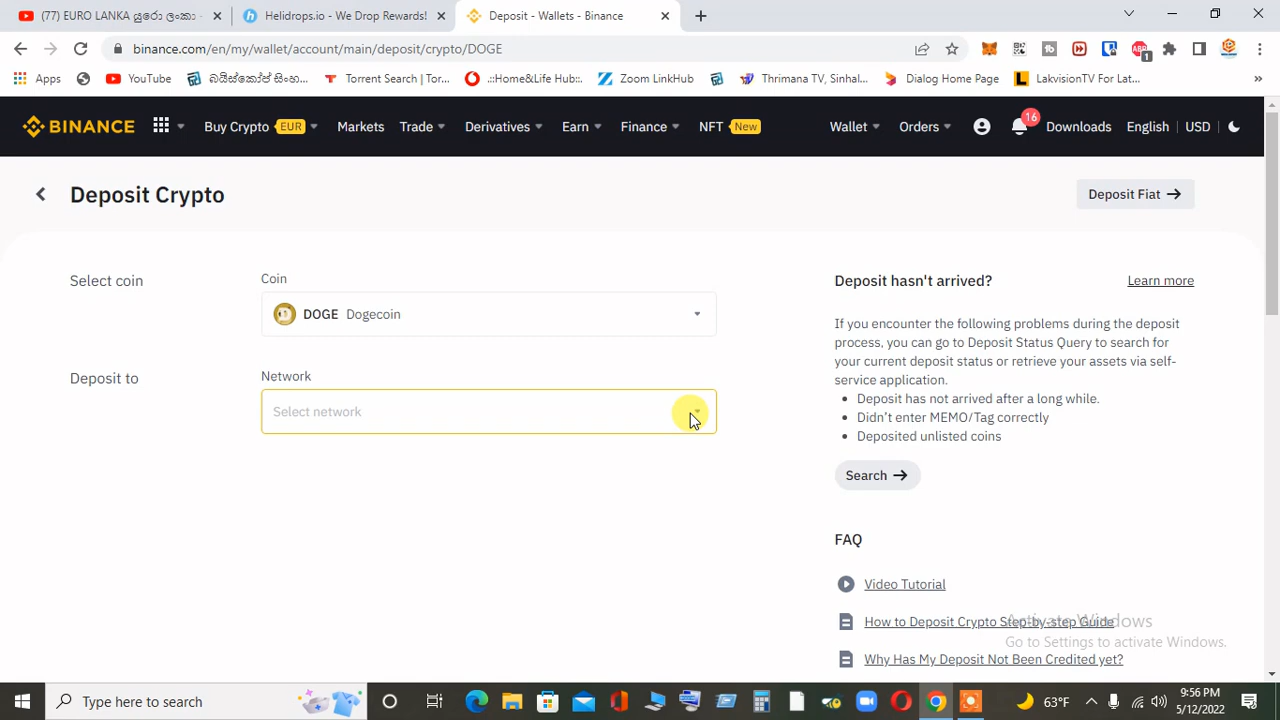 (77) EURO LANKA යුරෝ ලංකා -
Helidrops.io - We Drop Rewards!
Deposit - Wallets - Binance
binance.com/en/my/wallet/account/main/deposit/crypto/DOGE
ABP
1
Apps
YouTube
බයිස්කෝප් සිංහ...
Torrent Search | Tor...
.::Home&Life Hub::.
Zoom LinkHub
Thrimana TV, Sinhal...
Dialog Home Page
LakvisionTV For Lat...
»
BINANCE
Buy Crypto EUR
Markets
Trade
Derivatives
Earn
Finance
NFT New
Wallet
Orders
16
Downloads
English
USD
Deposit Crypto
Deposit Fiat →
Select coin
Coin
DOGE Dogecoin
Deposit to
Network
Select network
Deposit hasn't arrived?
Learn more
If you encounter the following problems during the deposit
process, you can go to Deposit Status Query to search for
your current deposit status or retrieve your assets via self-
service application.
• Deposit has not arrived after a long while.
• Didn't enter MEMO/Tag correctly
• Deposited unlisted coins
Search →
FAQ
Video Tutorial
How to Deposit Crypto Step-by-step Guide
Why Has My Deposit Not Been Credited yet?
Activate Windows
Go to Settings to activate Windows.
Type here to search
63°F
9:56 PM
5/12/2022